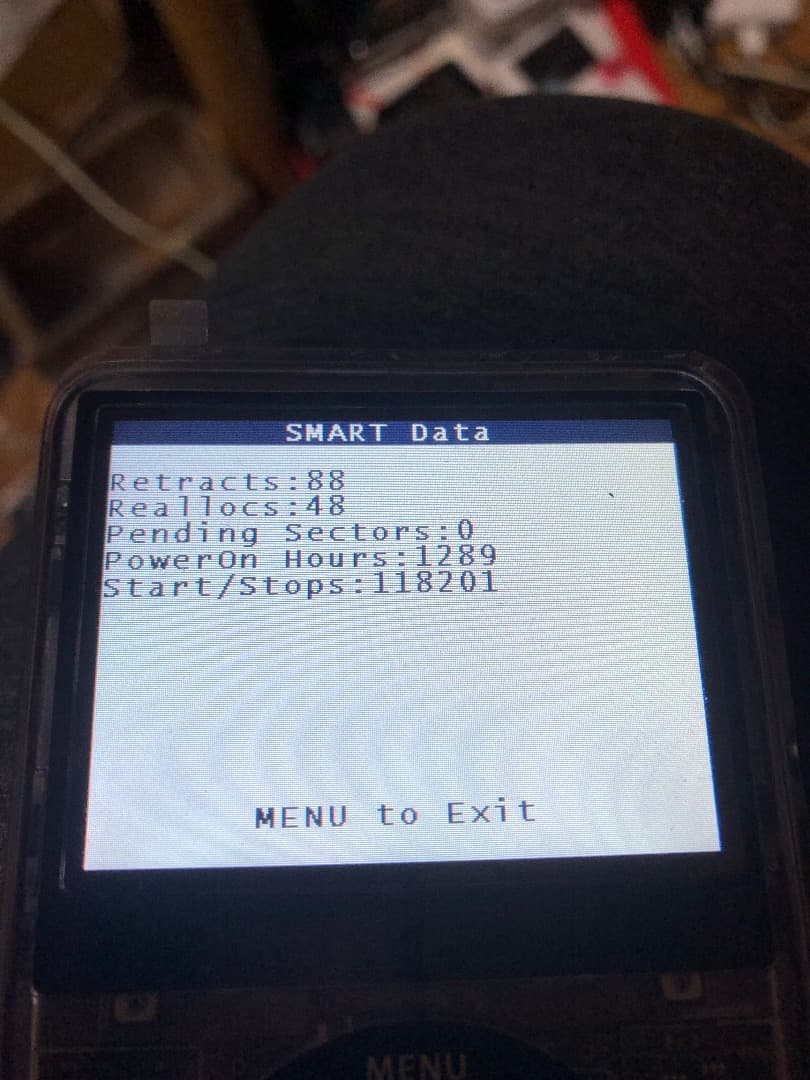 SMART Data
Retracts:88
Reallocs:48
Pending Sectors:0
PowerOn Hours:1289
Start/Stops:118201
MENU to Exit
MENU